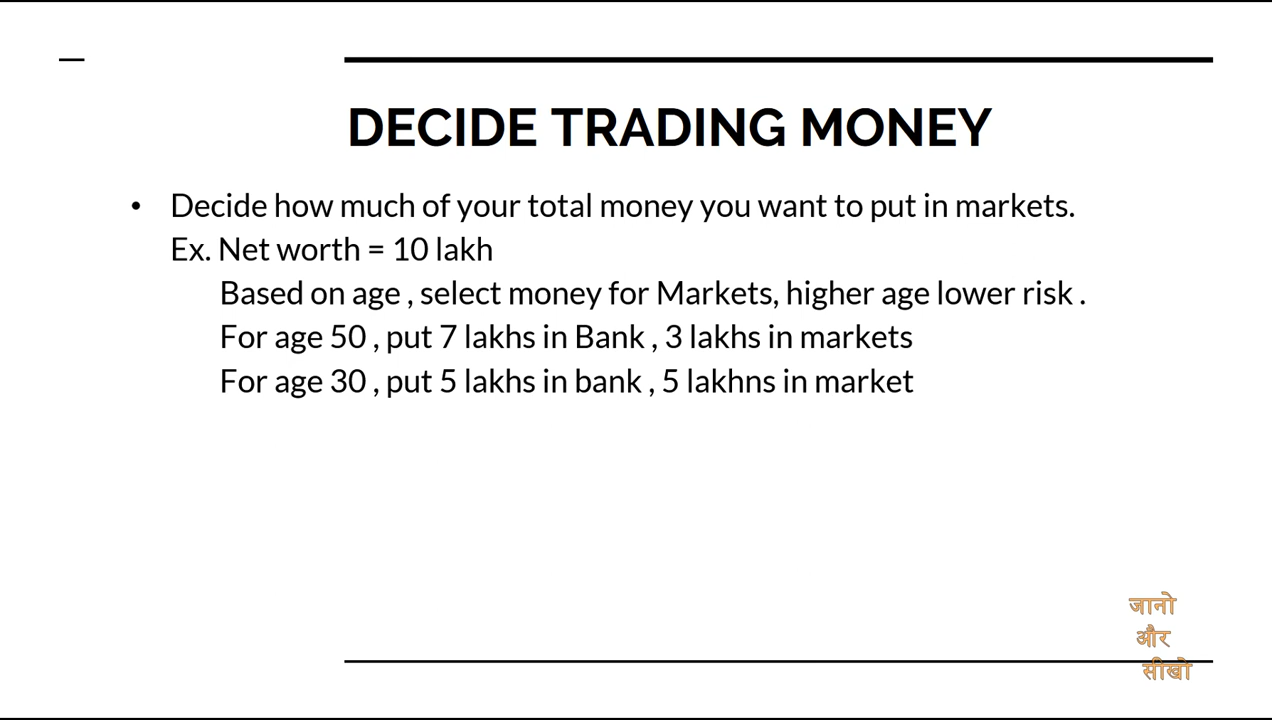 DECIDE TRADING MONEY
• Decide how much of your total money you want to put in markets.
Ex. Net worth = 10 lakh
Based on age , select money for Markets, higher age lower risk .
For age 50 , put 7 lakhs in Bank , 3 lakhs in markets
For age 30 , put 5 lakhs in bank , 5 lakhns in market
जानो
और
सीखो